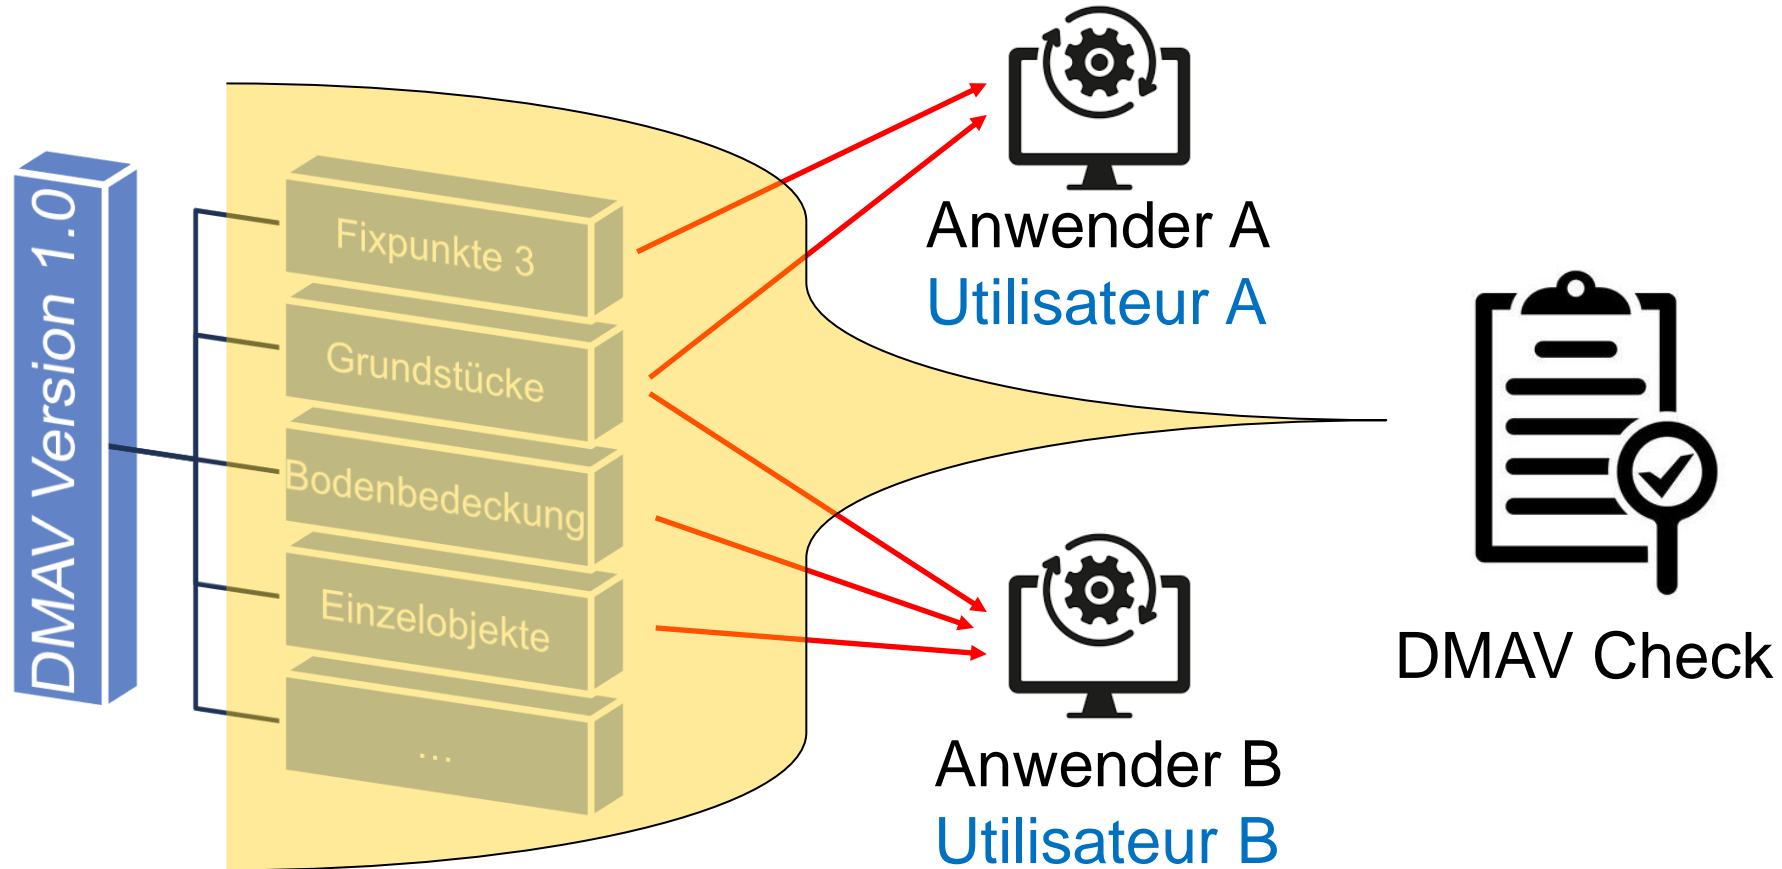 DMAV Version 1.0
Fixpunkte 3
Grundstücke
Bodenbedeckung
Einzelobjekte
...
Anwender A
Utilisateur A
Anwender B
Utilisateur B
DMAV Check